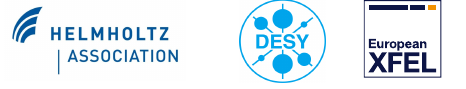 HELMHOLTZ
ASSOCIATION
DESY
European
XFEL